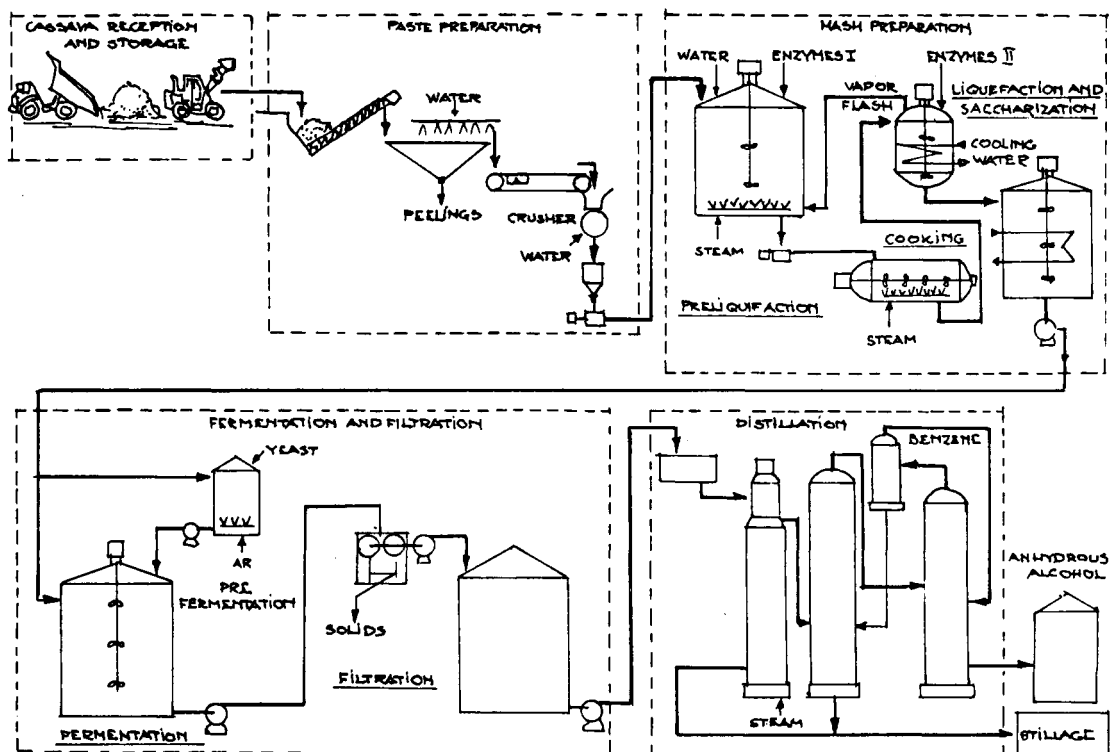 CASSAVA RECEPTION
AND STORAGE
PASTE PREPARATION
WATER
PEELINGS
CRUSHER
WATER
MASH PREPARATION
WATER
ENZYMES I
ENZYMES II
VAPOR
FLASH
LIQUEFACTION AND
SACCHARIZATION
COOLING
WATER
STEAM
COOKING
PRELIQUIFACTION
STEAM
FERMENTATION AND FILTRATION
YEAST
AR
PRE
FERMENTATION
SOLIDS
FILTRATION
FERMENTATION
DISTILLATION
BENZENE
STEAM
ANHYDROUS
ALCOHOL
STILLAGE